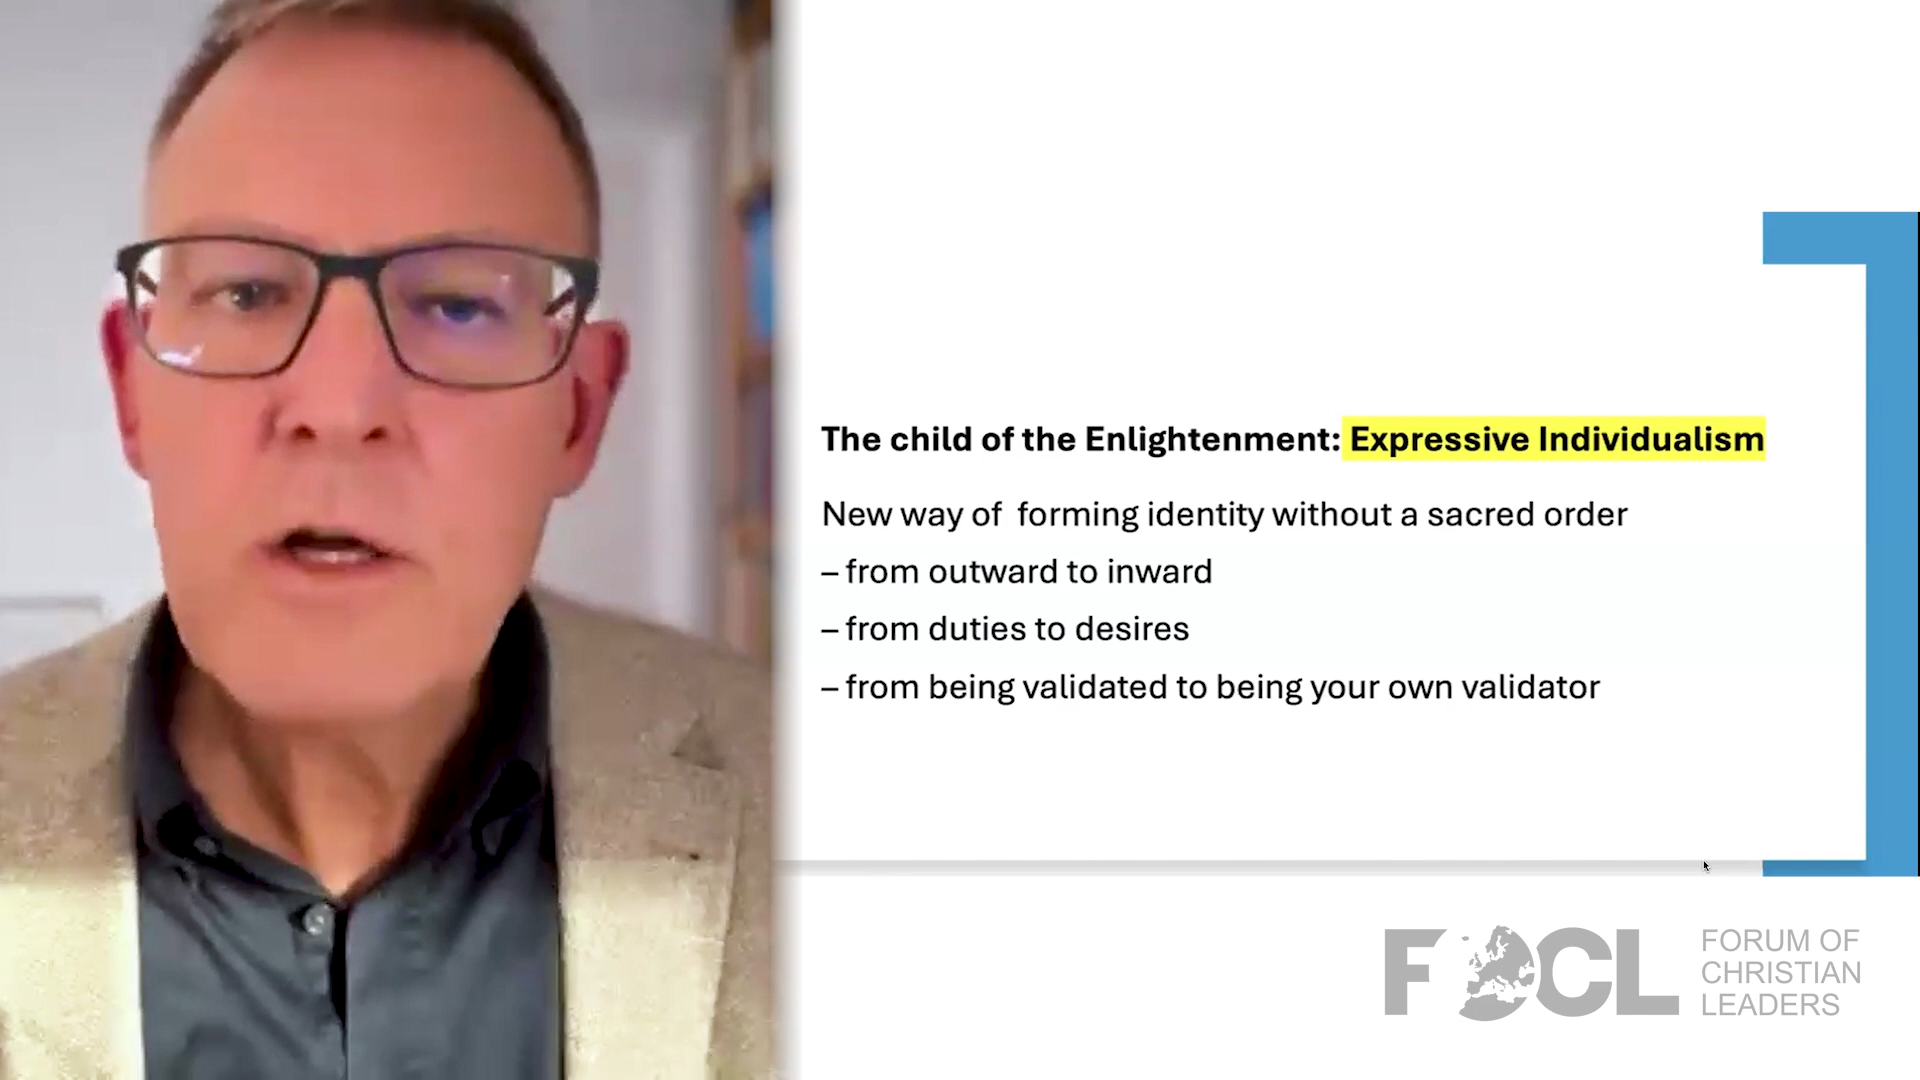 The child of the Enlightenment: Expressive Individualism
New way of  forming identity without a sacred order
– from outward to inward
– from duties to desires
– from being validated to being your own validator
FOCL
FORUM OF
CHRISTIAN
LEADERS